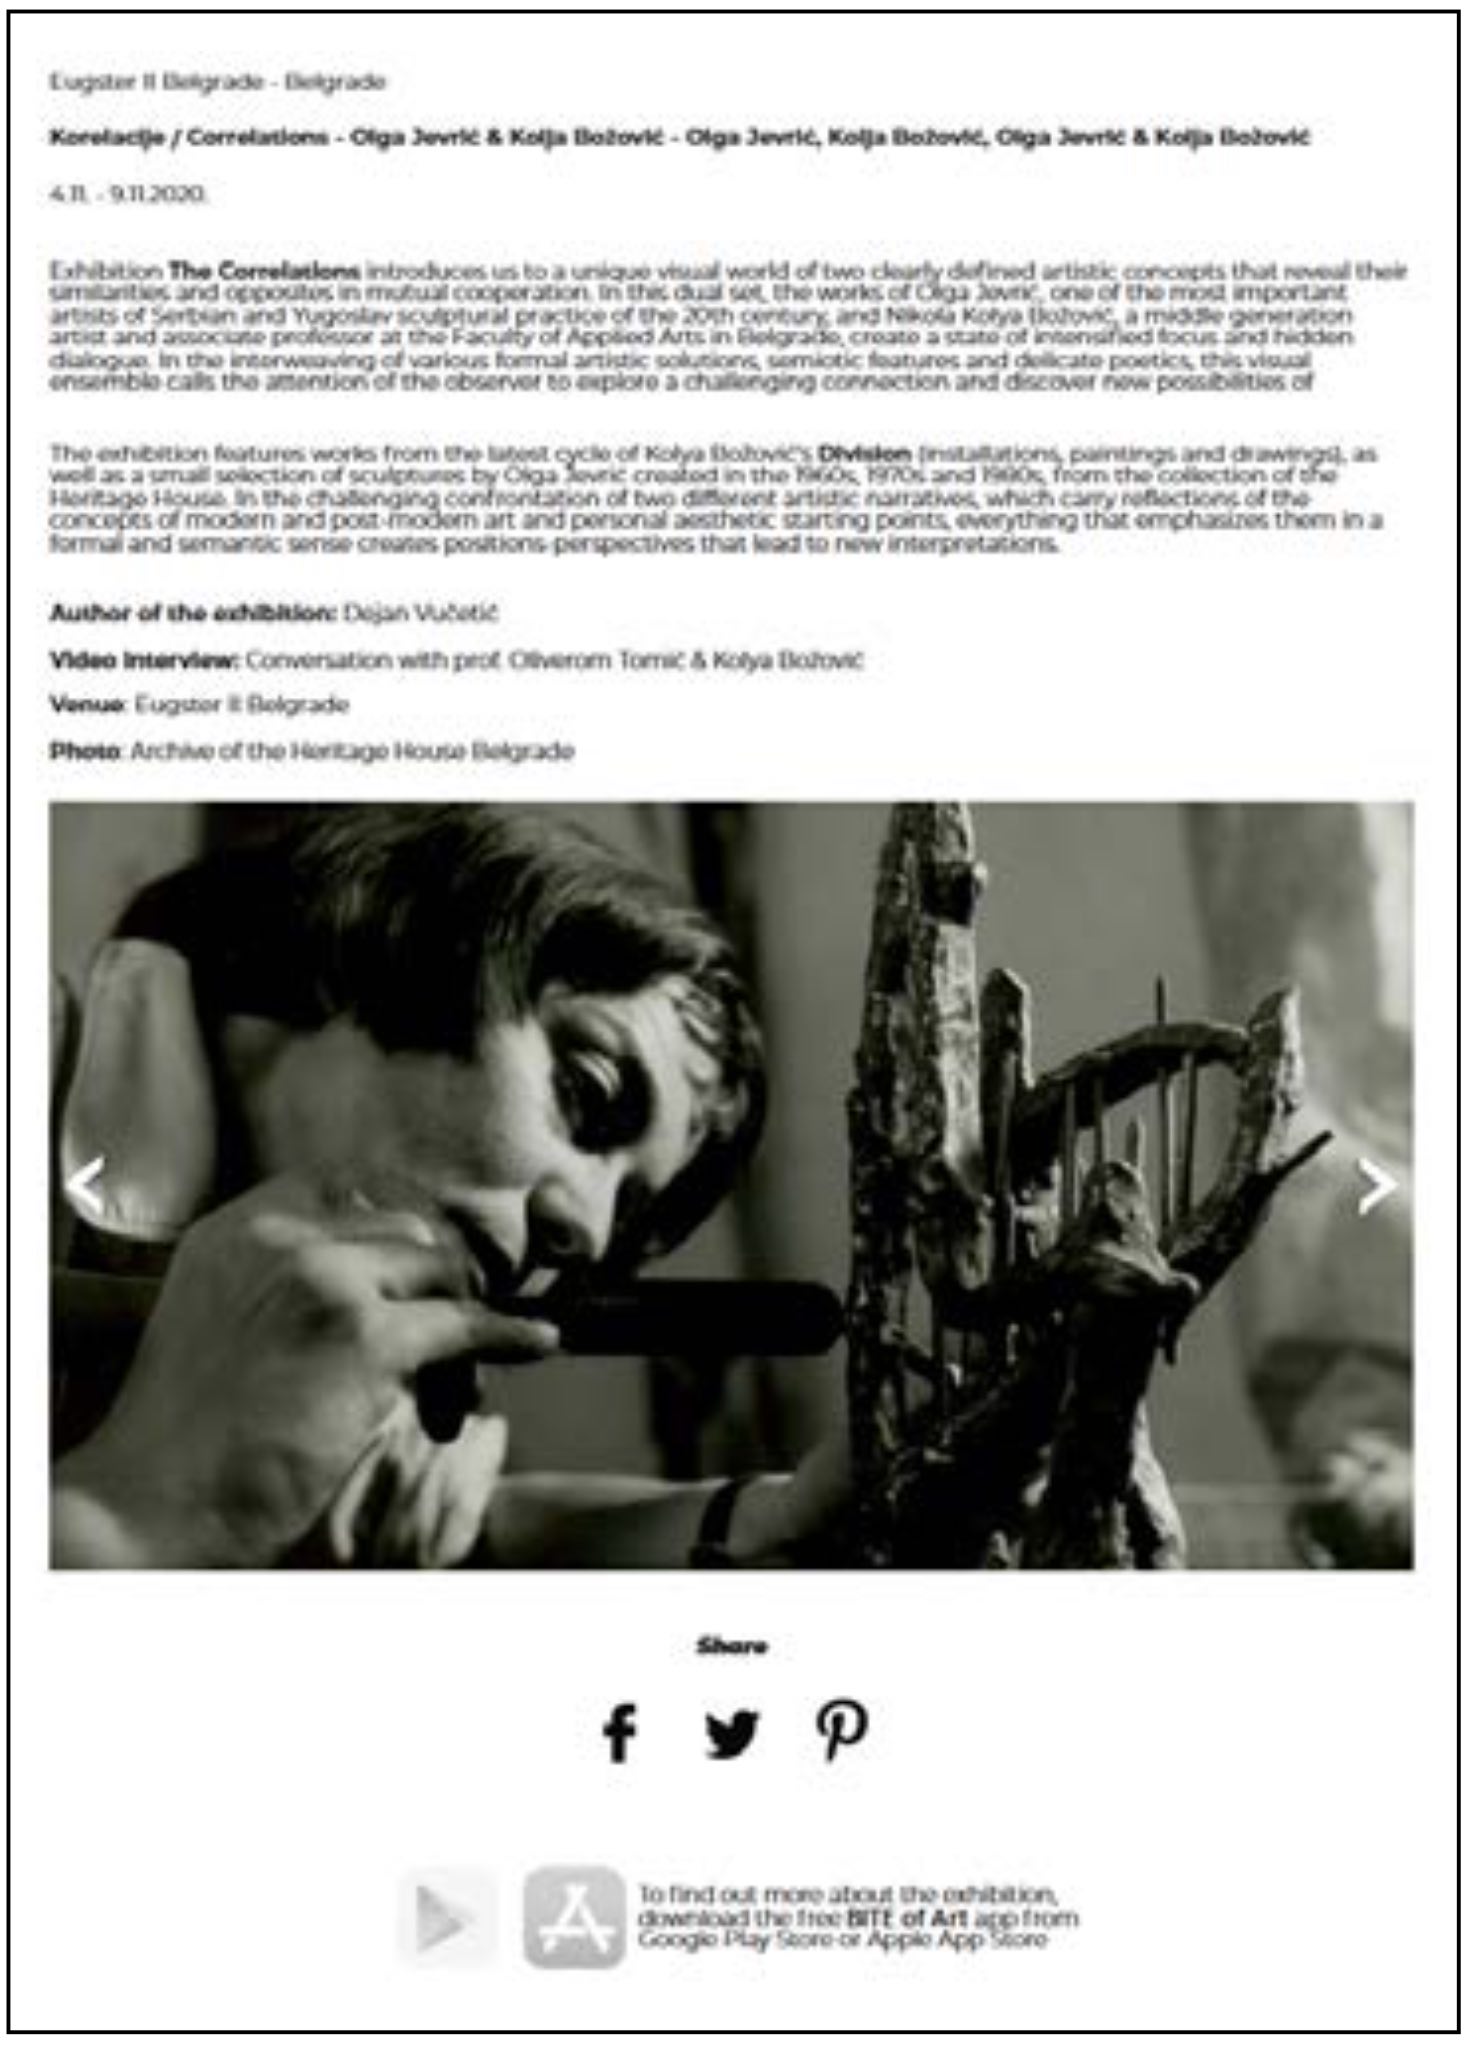 Eugster II Belgrade - Belgrade
Korelacije / Correlations - Olga Jevrić & Kolja Božović - Olga Jevrić, Kolja Božović, Olga Jevrić & Kolja Božović
4.11. - 9.11.2020.
Exhibition The Correlations introduces us to a unique visual world of two clearly defined artistic concepts that reveal their
similarities and opposites in mutual cooperation. In this dual set, the works of Olga Jevrić, one of the most important
artists of Serbian and Yugoslav sculptural practice of the 20th century, and Nikola Kolya Božović, a middle generation
artist and associate professor at the Faculty of Applied Arts in Belgrade, create a state of intensified focus and hidden
dialogue. In the interweaving of various formal artistic solutions, semiotic features and delicate poetics, this visual
ensemble calls the attention of the observer to explore a challenging connection and discover new possibilities of
The exhibition features works from the latest cycle of Kolya Božović's Division (installations, paintings and drawings), as
well as a small selection of sculptures by Olga Jevrić created in the 1960s, 1970s and 1980s, from the collection of the
Heritage House. In the challenging confrontation of two different artistic narratives, which carry reflections of the
concepts of modern and post-modern art and personal aesthetic starting points, everything that emphasizes them in a
formal and semantic sense creates positions-perspectives that lead to new interpretations.
Author of the exhibition: Dejan Vučetić
Video Interview: Conversation with prof. Oliverom Tomić & Kolya Božović
Venue: Eugster II Belgrade
Photo: Archive of the Heritage House Belgrade
Share
To find out more about the exhibition,
download the free BITE of Art app from
Google Play Store or Apple App Store